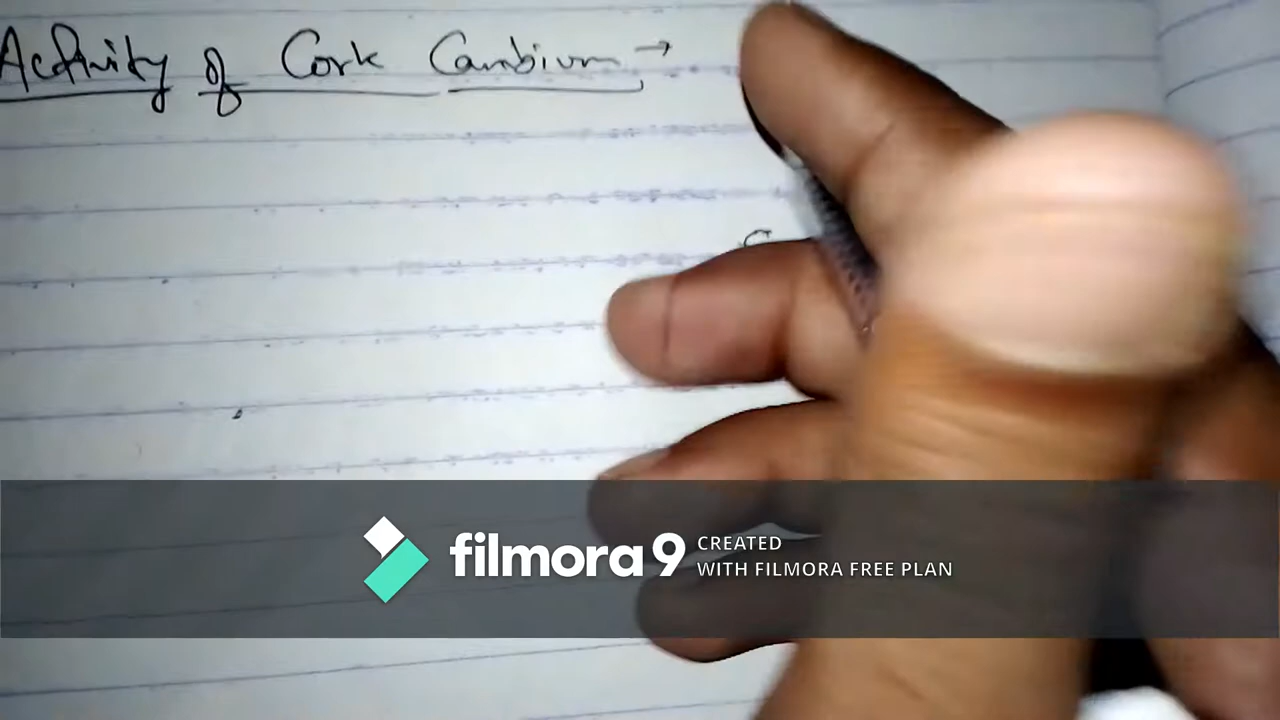 Activity of Cork Cambium →
filmora 9 CREATED
WITH FILMORA FREE PLAN